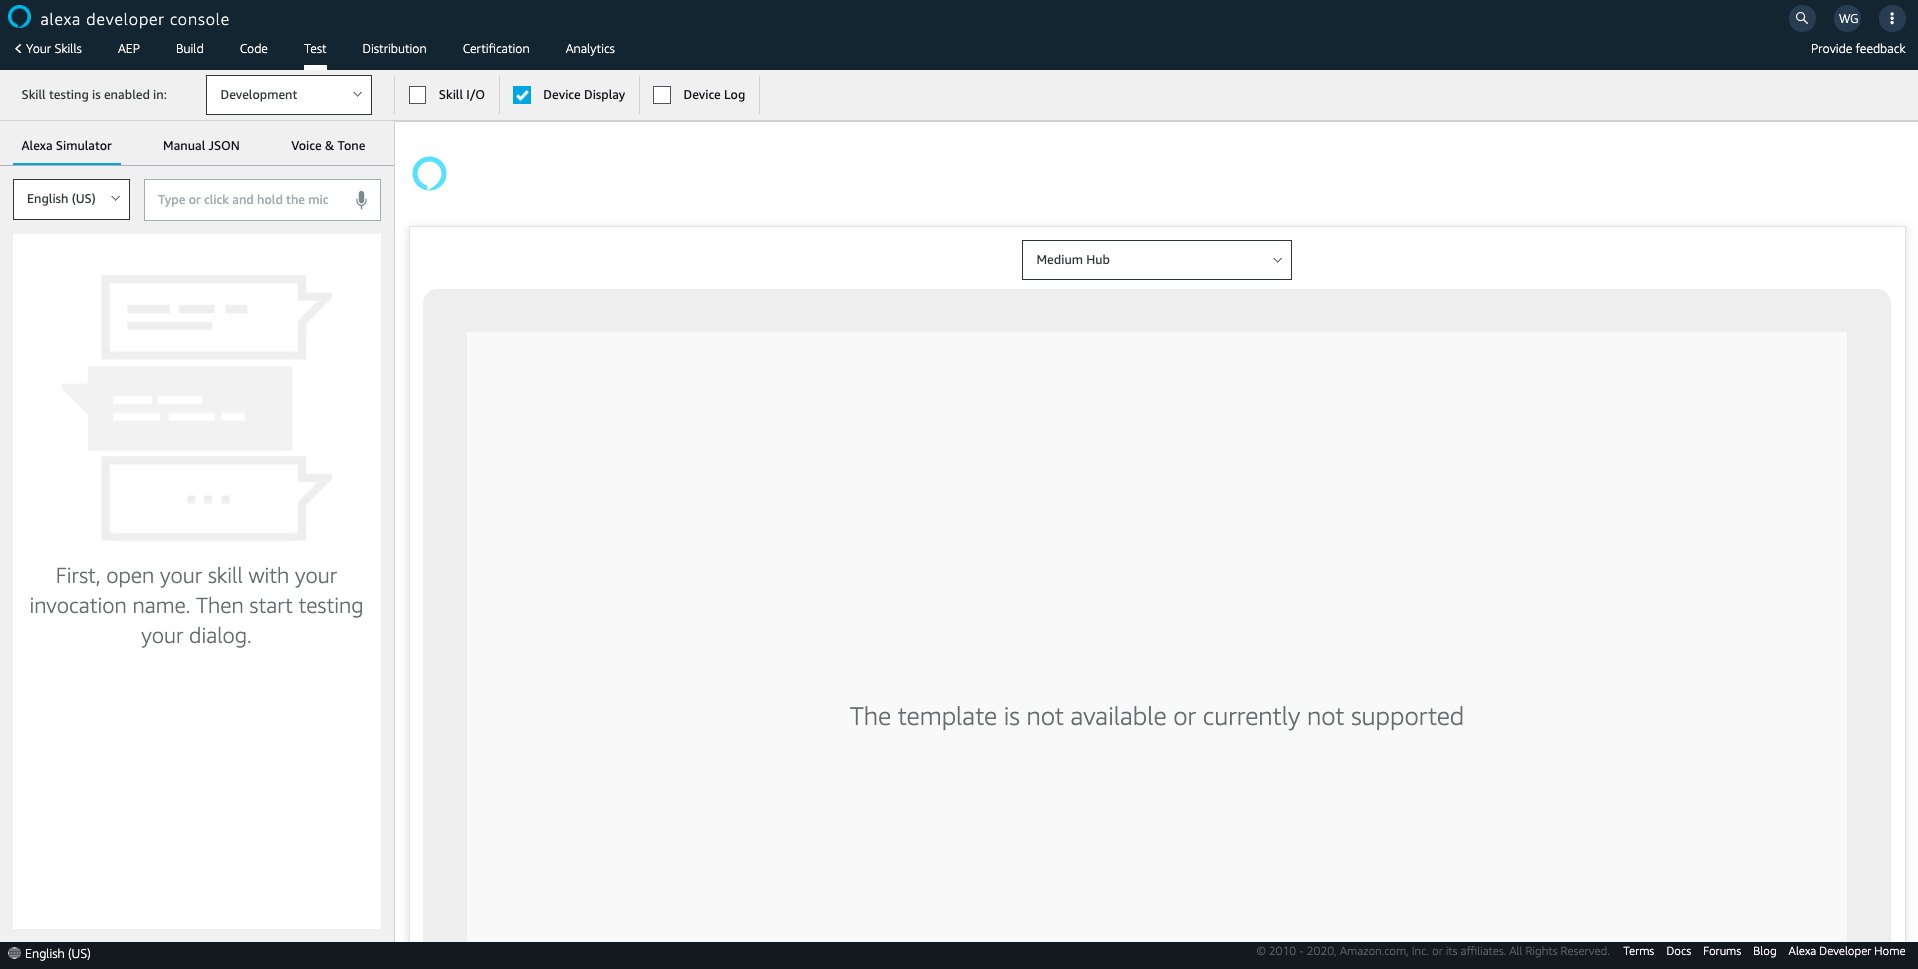 alexa developer console
WG
Your Skills AEP Build Code Test Distribution Certification Analytics Provide feedback
Skill testing is enabled in: Development Skill I/O Device Display Device Log
Alexa Simulator Manual JSON Voice & Tone
English (US) Type or click and hold the mic
Medium Hub
First, open your skill with your
invocation name. Then start testing
your dialog.
The template is not available or currently not supported
English (US) © 2010 - 2020, Amazon.com, Inc. or its affiliates. All Rights Reserved. Terms Docs Forums Blog Alexa Developer Home